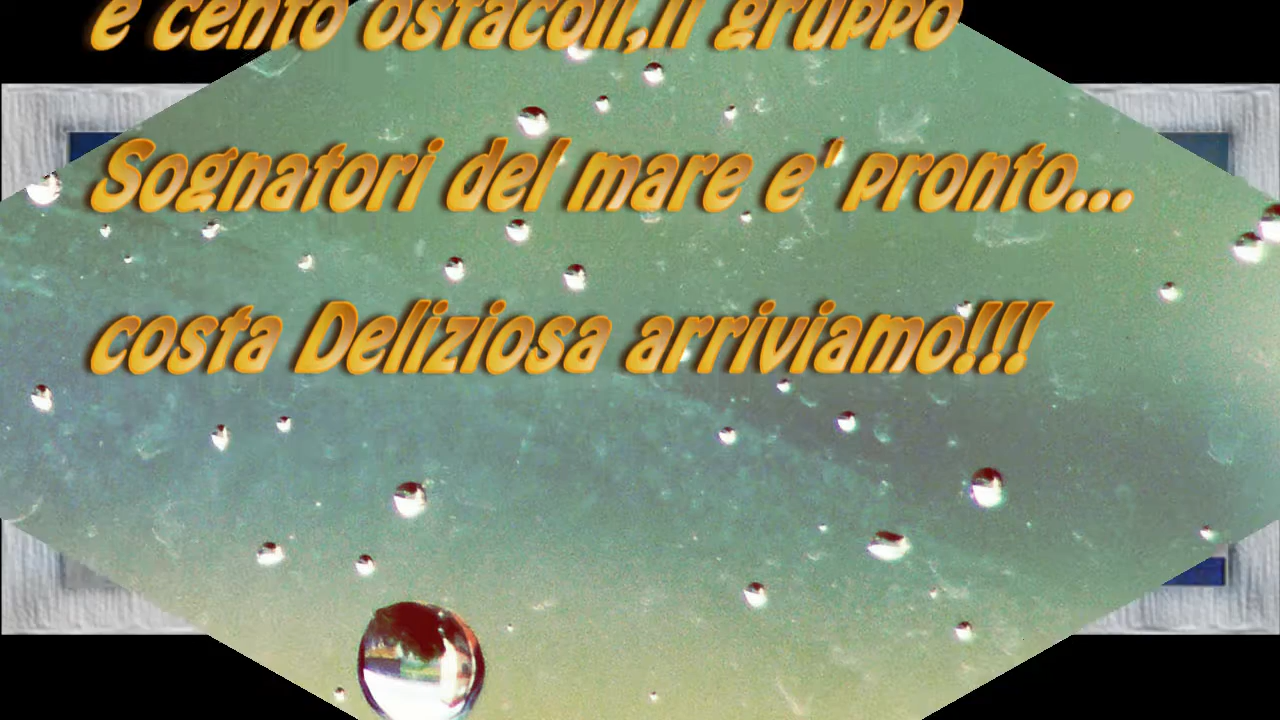 e cento ostacoli,il gruppo
Sognatori del mare e' pronto...
costa Deliziosa arriviamo!!!